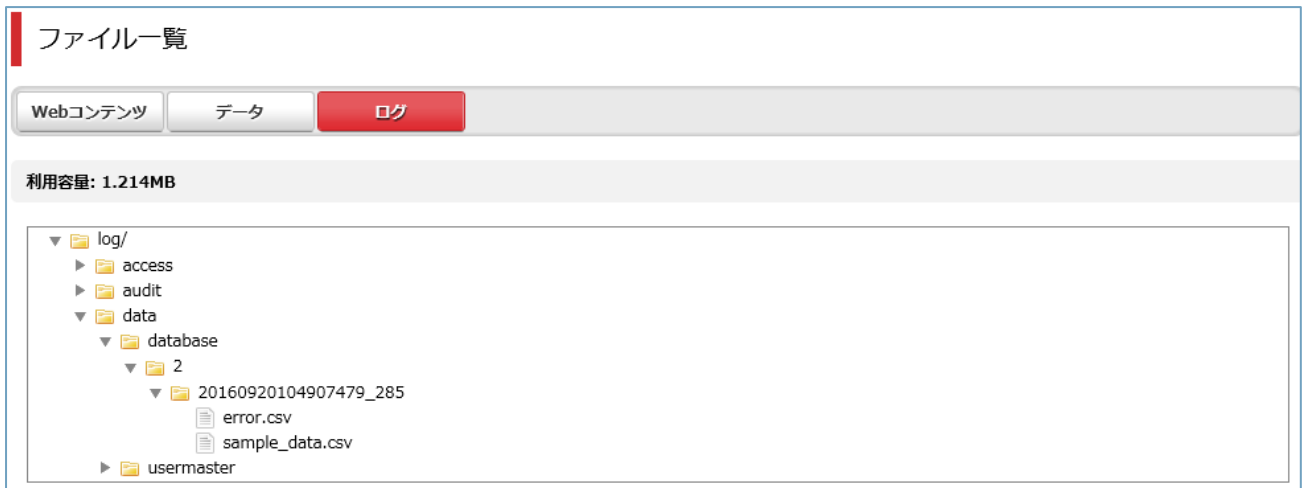 ファイル一覧
Webコンテンツ データ ログ
利用容量: 1.214MB
log/
access
audit
data
database
2
20160920104907479_285
error.csv
sample_data.csv
usermaster